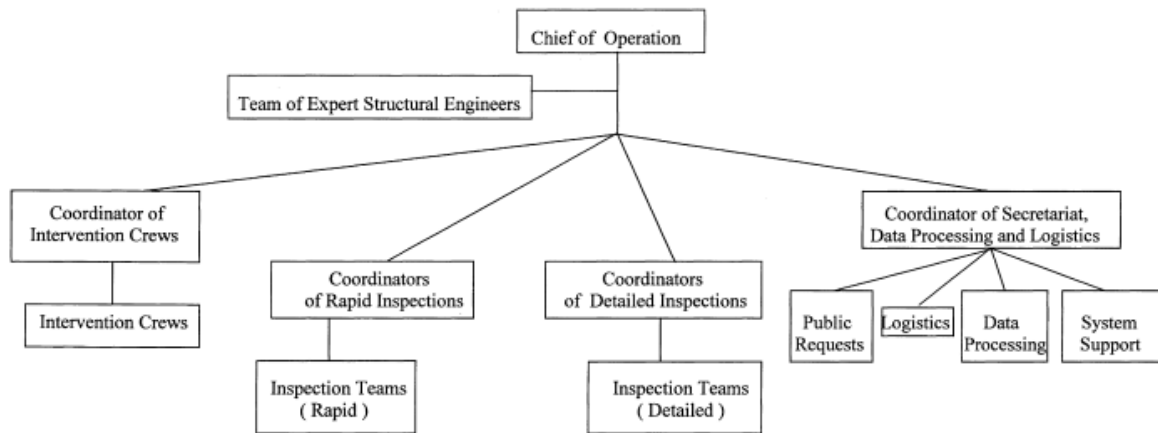 Chief of Operation
Team of Expert Structural Engineers
Coordinator of
Intervention Crews
Intervention Crews
Coordinators
of Rapid Inspections
Inspection Teams
( Rapid )
Coordinators
of Detailed Inspections
Inspection Teams
( Detailed )
Coordinator of Secretariat,
Data Processing and Logistics
Public
Requests
Logistics
Data
Processing
System
Support